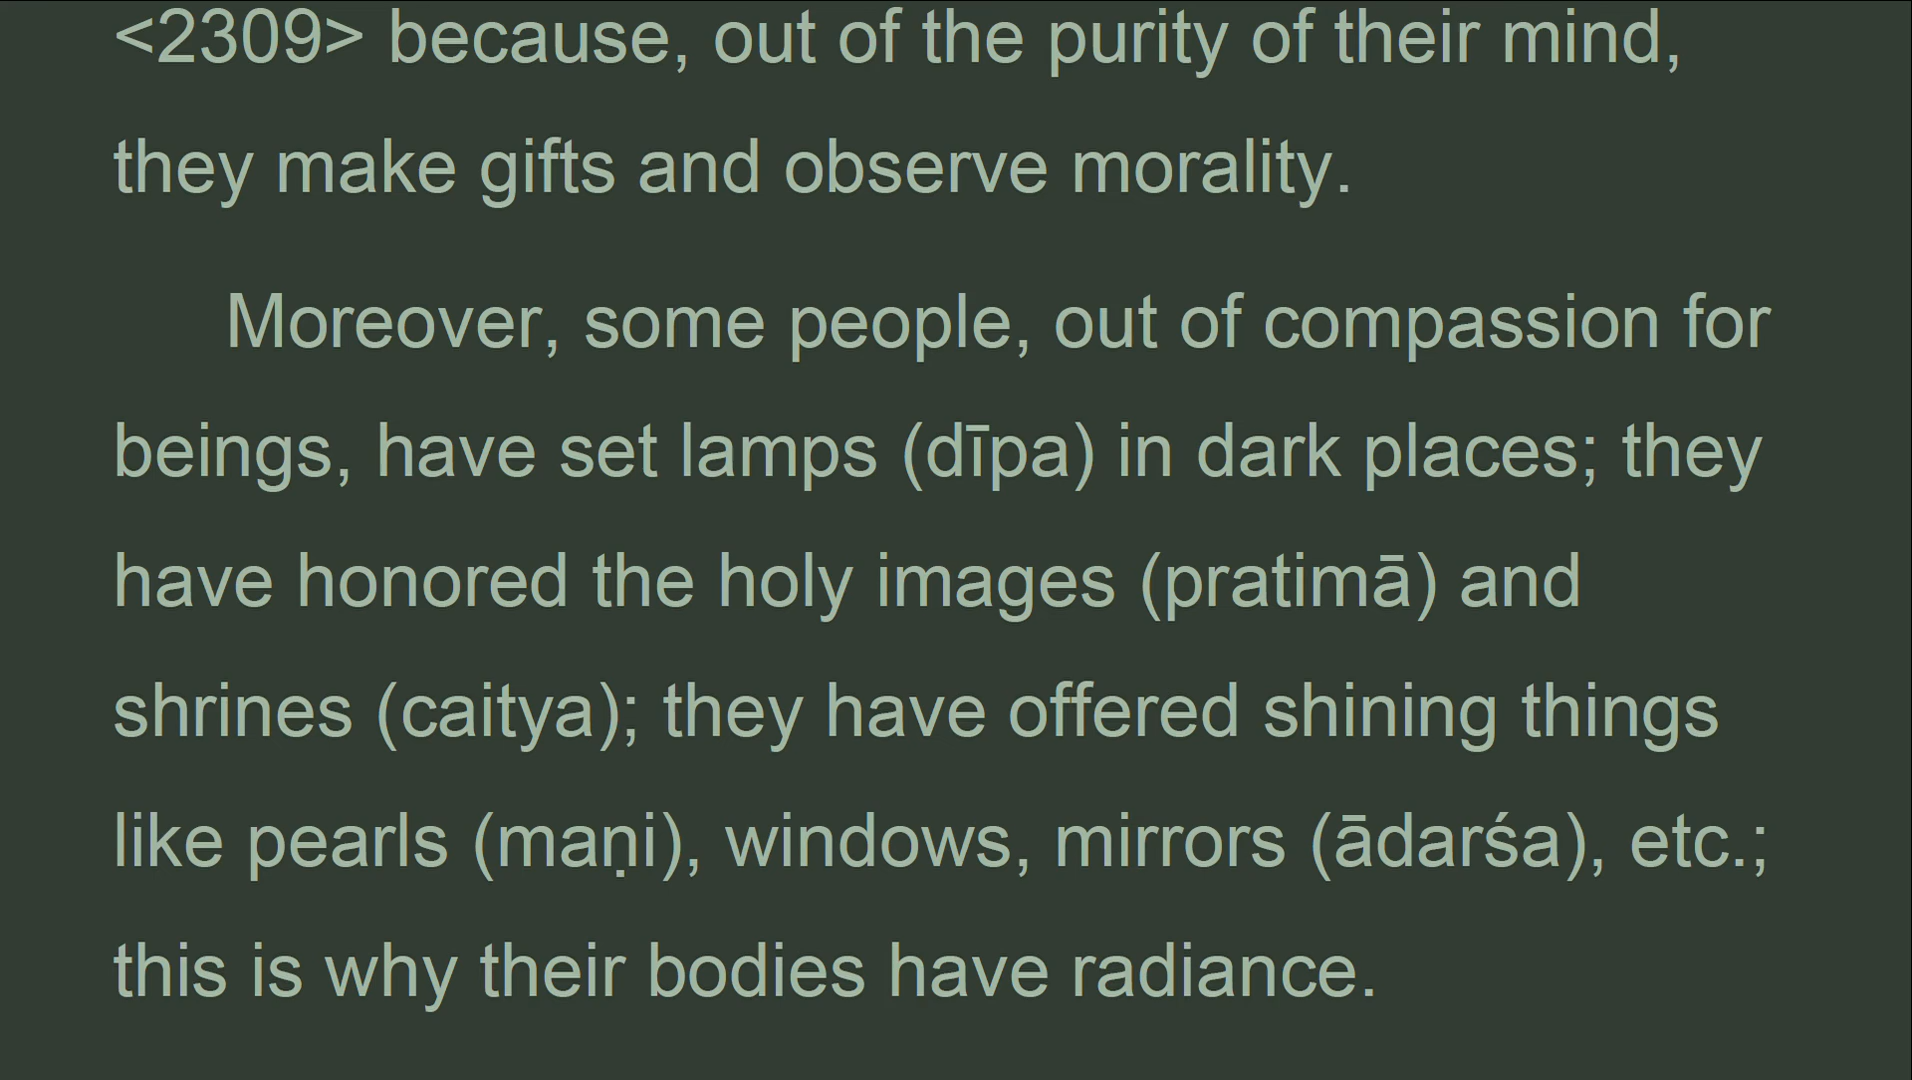 <2309> because, out of the purity of their mind,
they make gifts and observe morality.
Moreover, some people, out of compassion for
beings, have set lamps (dīpa) in dark places; they
have honored the holy images (pratimā) and
shrines (caitya); they have offered shining things
like pearls (maṇi), windows, mirrors (ādarśa), etc.;
this is why their bodies have radiance.